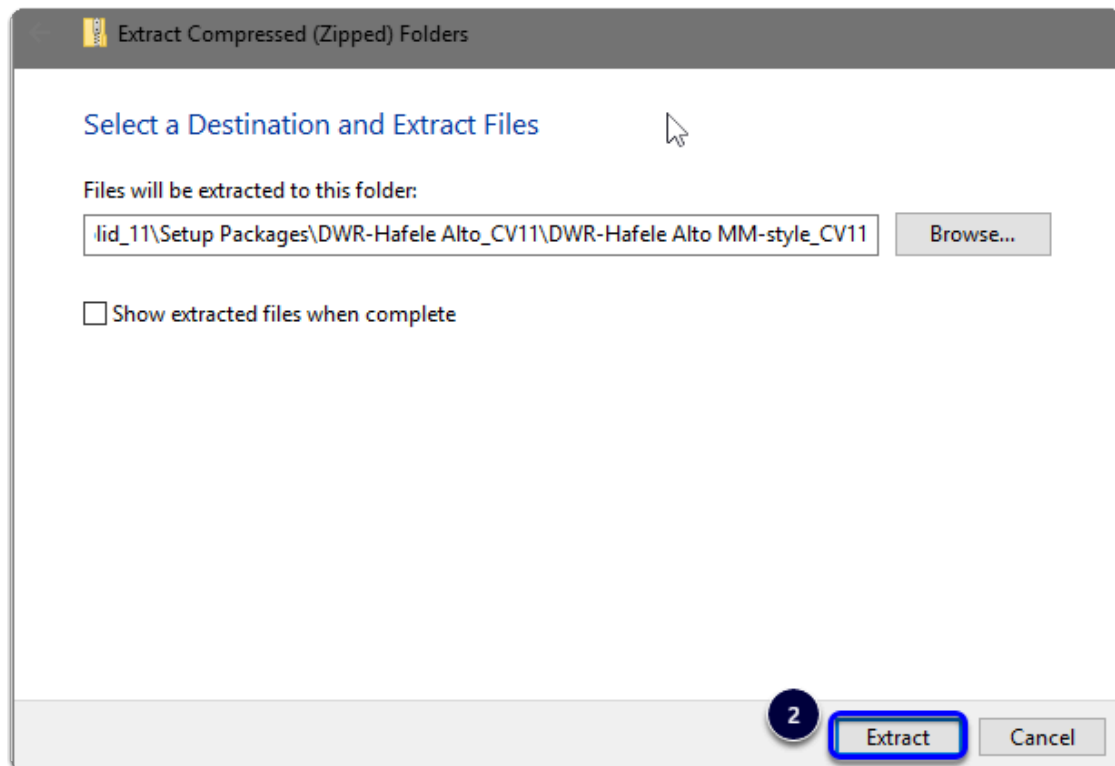 Extract Compressed (Zipped) Folders
Select a Destination and Extract Files
Files will be extracted to this folder:
lid_11\Setup Packages\DWR-Hafele Alto_CV11\DWR-Hafele Alto MM-style_CV11
Browse...
Show extracted files when complete
2
Extract
Cancel